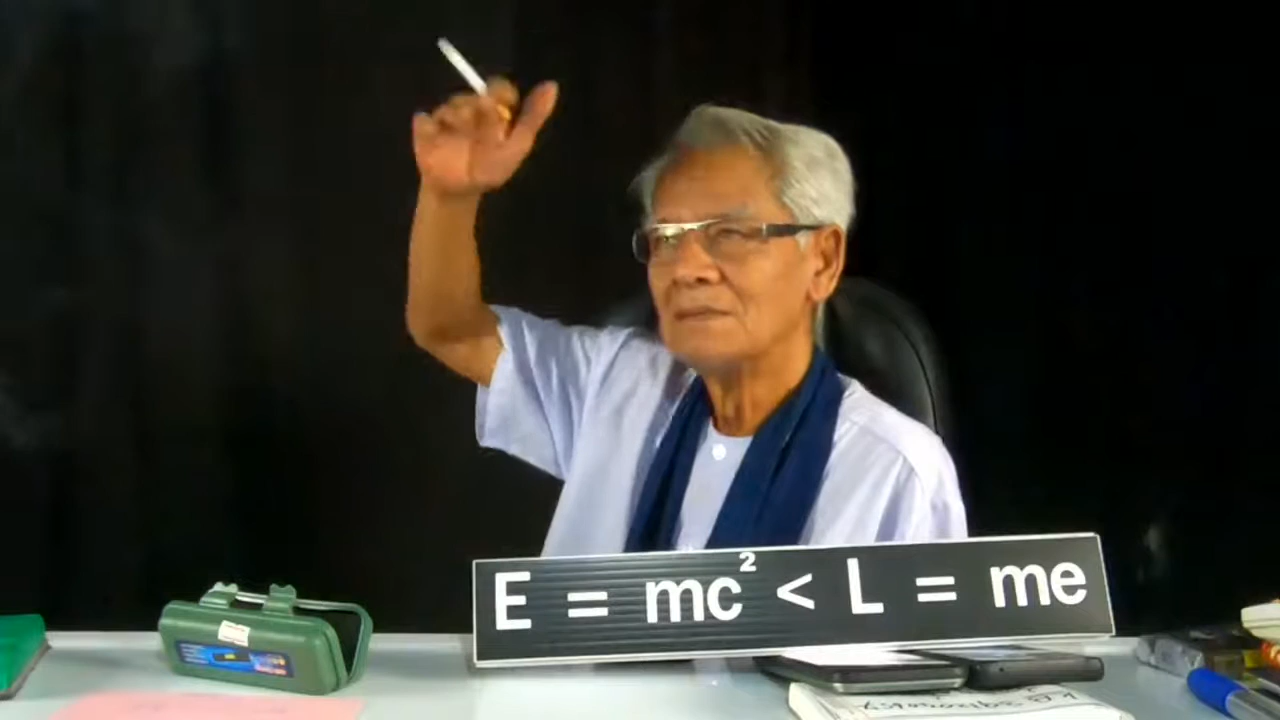 E = mc² < L = me